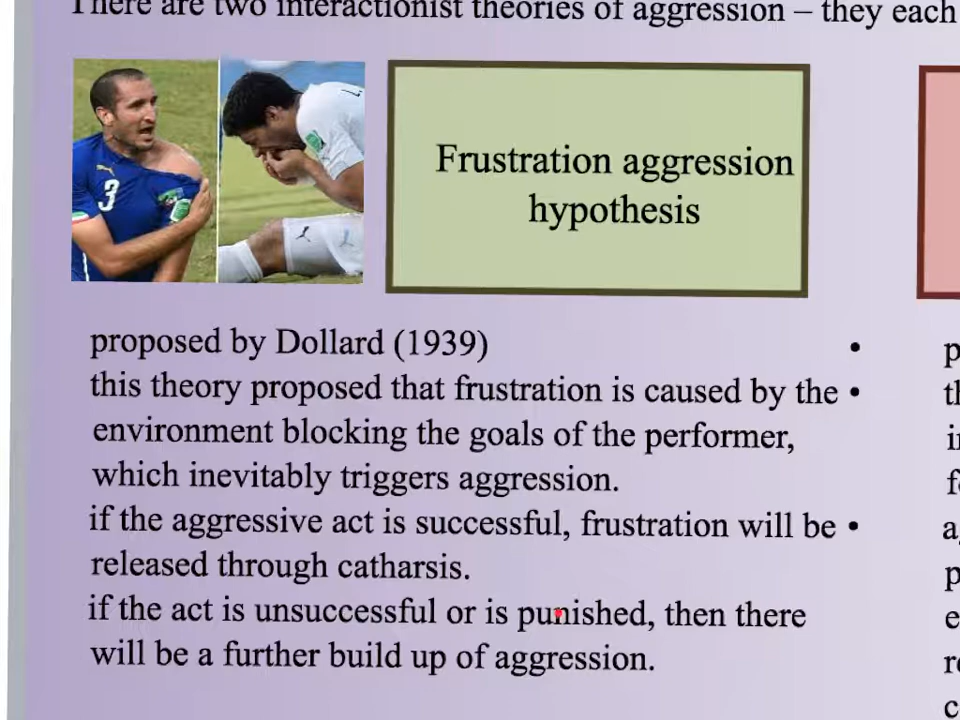 There are two interactionist theories of aggression – they each
3
Frustration aggression
hypothesis
proposed by Dollard (1939)
this theory proposed that frustration is caused by the
environment blocking the goals of the performer,
which inevitably triggers aggression.
if the aggressive act is successful, frustration will be
released through catharsis.
if the act is unsuccessful or is punished, then there
will be a further build up of aggression.